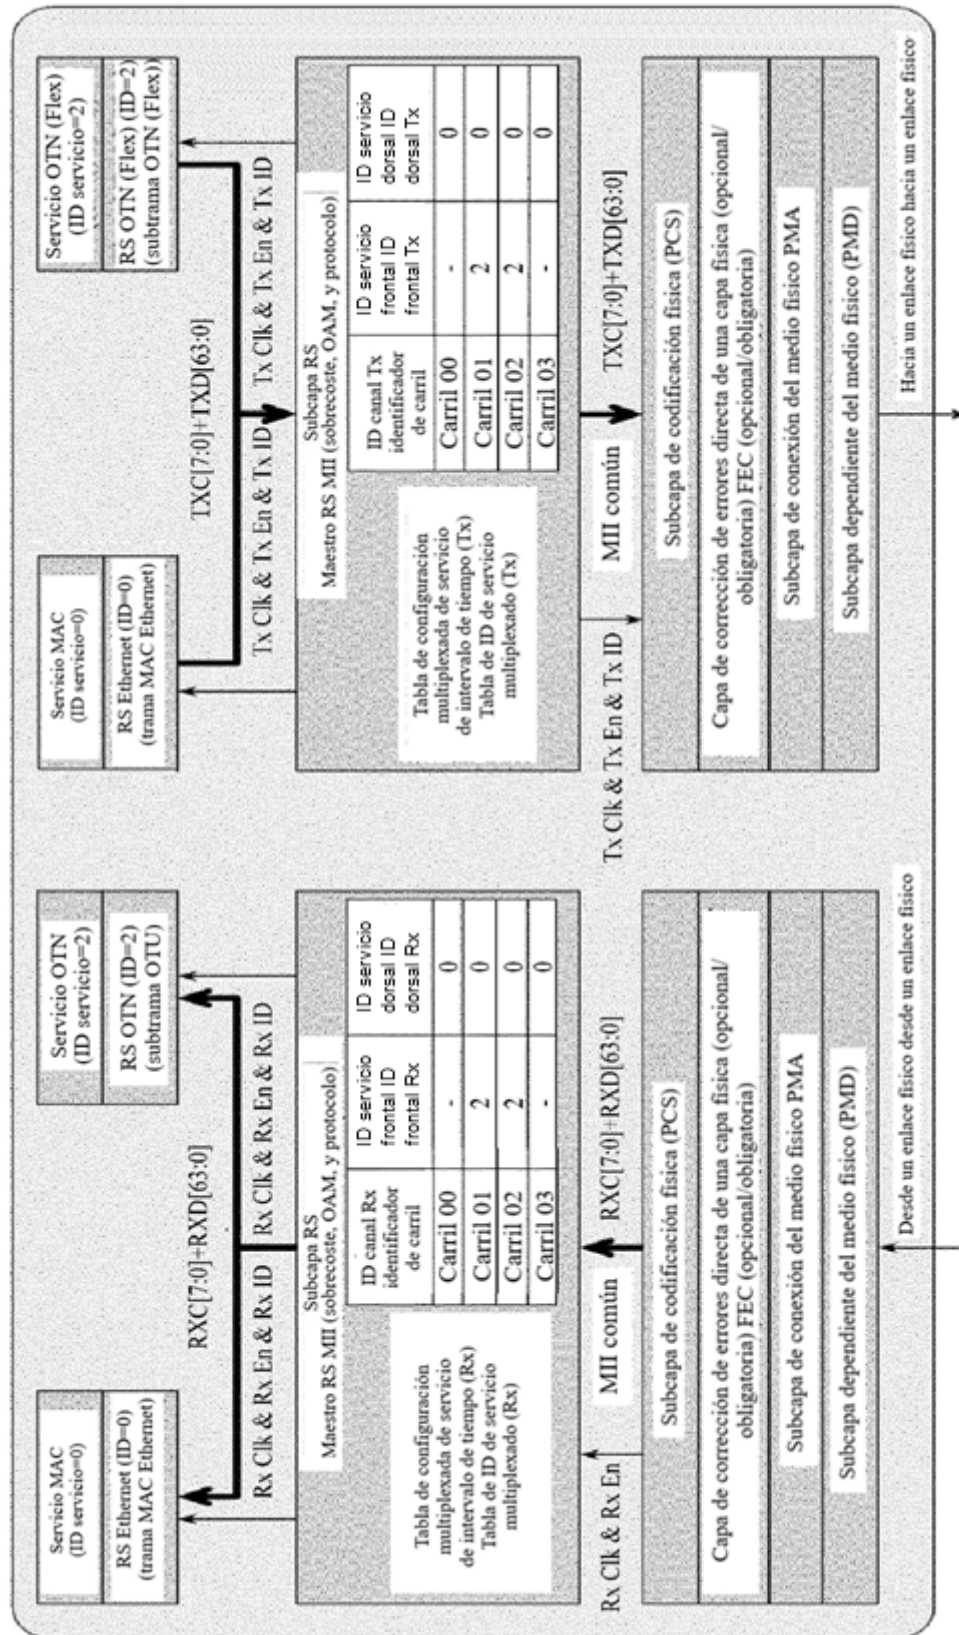 Servicio MAC
(ID servicio=0)
RS Ethernet (ID=0)
(trama MAC Ethernet)
RXC[7:0]+RXD[63:0]
Servicio OTN
(ID servicio=2)
RS OTN (ID=2)
(subtrama OTU)
Rx Clk & Rx En & Rx ID
Rx Clk & Rx En & Rx ID
Subcapa RS
Maestro RS MII (sobrecoste, OAM, y protocolo)
Tabla de configuración
multiplexada de servicio
de intervalo de tiempo (Rx)
Tabla de ID de servicio
multiplexado (Rx)
ID canal Rx
identificador
de carril
ID servicio
frontal ID
frontal Rx
ID servicio
dorsal ID
dorsal Rx
Carril 00 - 0
Carril 01 2 0
Carril 02 2 0
Carril 03 - 0
Rx Clk & Rx En
MII común
RXC[7:0]+RXD[63:0]
Subcapa de codificación física (PCS)
Capa de corrección de errores directa de una capa física (opcional/
obligatoria) FEC (opcional/obligatoria)
Subcapa de conexión del medio físico PMA
Subcapa dependiente del medio físico (PMD)
Desde un enlace físico desde un enlace físico
Servicio MAC
(ID servicio=0)
RS Ethernet (ID=0)
(trama MAC Ethernet)
TXC[7:0]+TXD[63:0]
Servicio OTN (Flex)
(ID servicio=2)
RS OTN (Flex) (ID=2)
(subtrama OTN (Flex))
Tx Clk & Tx En & Tx ID
Tx Clk & Tx En & Tx ID
Subcapa RS
Maestro RS MII (sobrecoste, OAM, y protocolo)
Tabla de configuración
multiplexada de servicio
de intervalo de tiempo (Tx)
Tabla de ID de servicio
multiplexado (Tx)
ID canal Tx
identificador
de carril
ID servicio
frontal ID
frontal Tx
ID servicio
dorsal ID
dorsal Tx
Carril 00 - 0
Carril 01 2 0
Carril 02 2 0
Carril 03 - 0
Tx Clk & Tx En & Tx ID
MII común
TXC[7:0]+TXD[63:0]
Subcapa de codificación física (PCS)
Capa de corrección de errores directa de una capa física (opcional/
obligatoria) FEC (opcional/obligatoria)
Subcapa de conexión del medio físico PMA
Subcapa dependiente del medio físico (PMD)
Hacia un enlace físico hacia un enlace físico